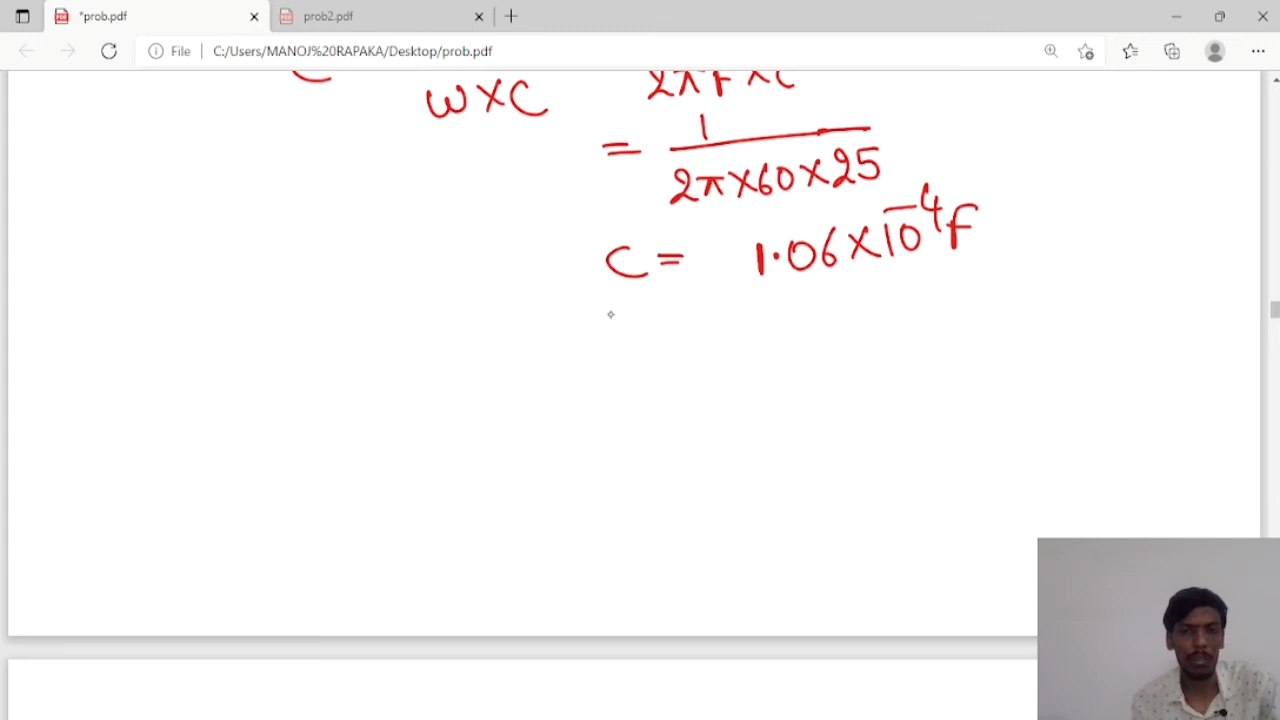 *prob.pdf
prob2.pdf
File
C:/Users/MANOJ%20RAPAKA/Desktop/prob.pdf
ω×C
2πF×C
= 1
2π×60×25
C = 1.06×10⁻⁴F